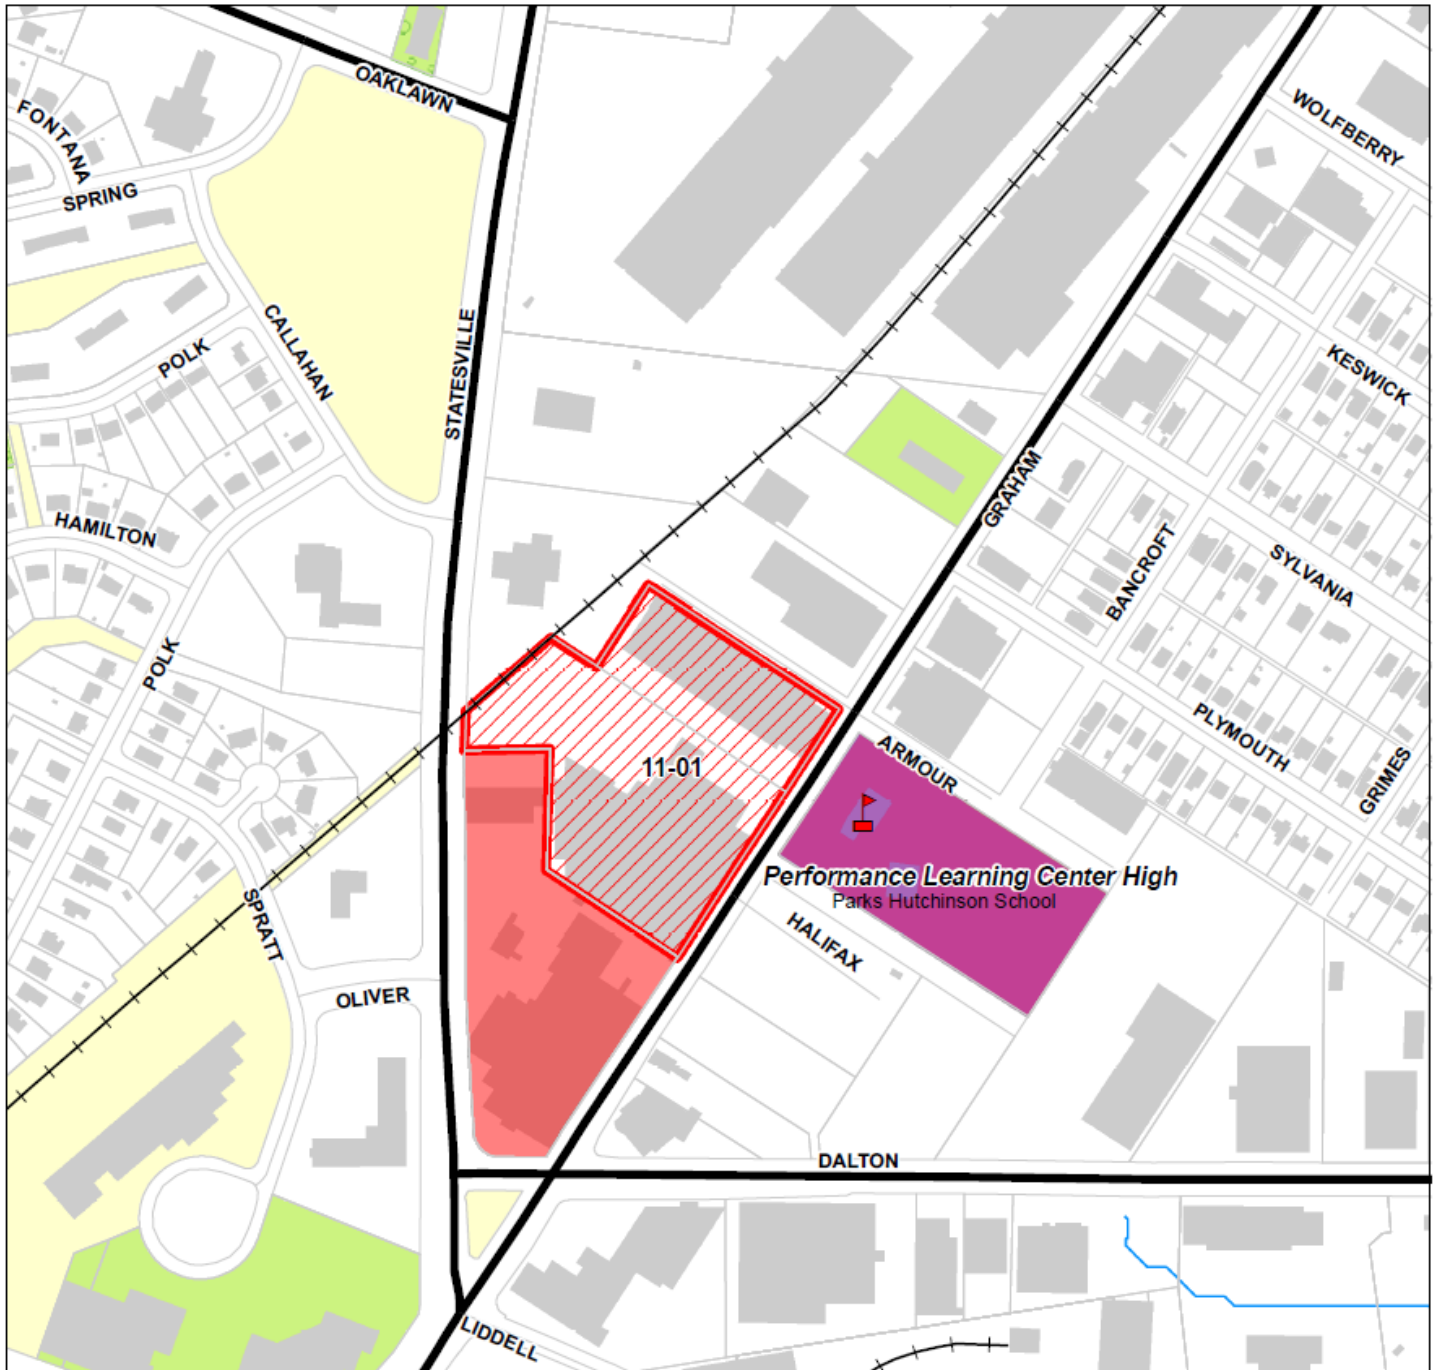 OAKLAWN
WOLFBERRY
FONTANA
SPRING
CALLAHAN
STATESVILLE
POLK
KESWICK
GRAHAM
HAMILTON
BANCROFT
SYLVANIA
POLK
PLYMOUTH
ARMOUR
GRIMES
11-01
Performance Learning Center High
Parks Hutchinson School
SPRATT
HALIFAX
OLIVER
DALTON
LIDDELL